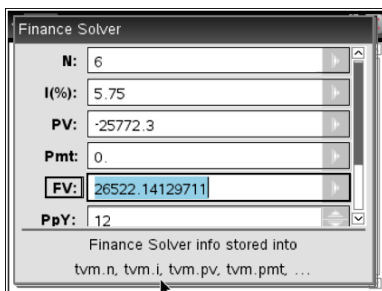 Finance Solver
N: 6
I(%): 5.75
PV: -25772.3
Pmt: 0.
FV: 26522.14129711
PpY: 12
Finance Solver info stored into
tvm.n, tvm.i, tvm.pv, tvm.pmt, ...